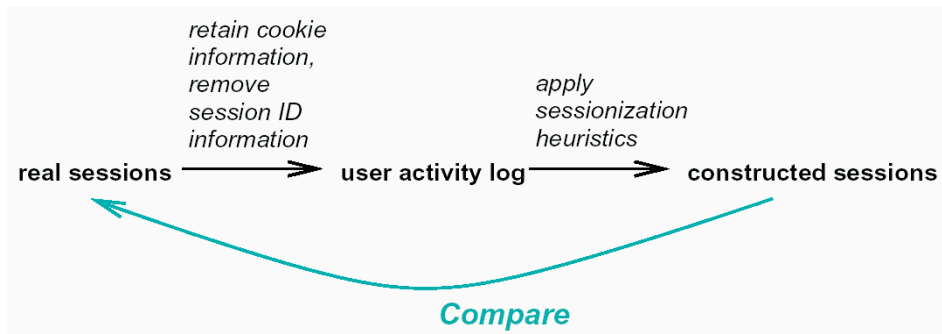 retain cookie
information,
remove
session ID
information
apply
sessionization
heuristics
real sessions
user activity log
constructed sessions
Compare